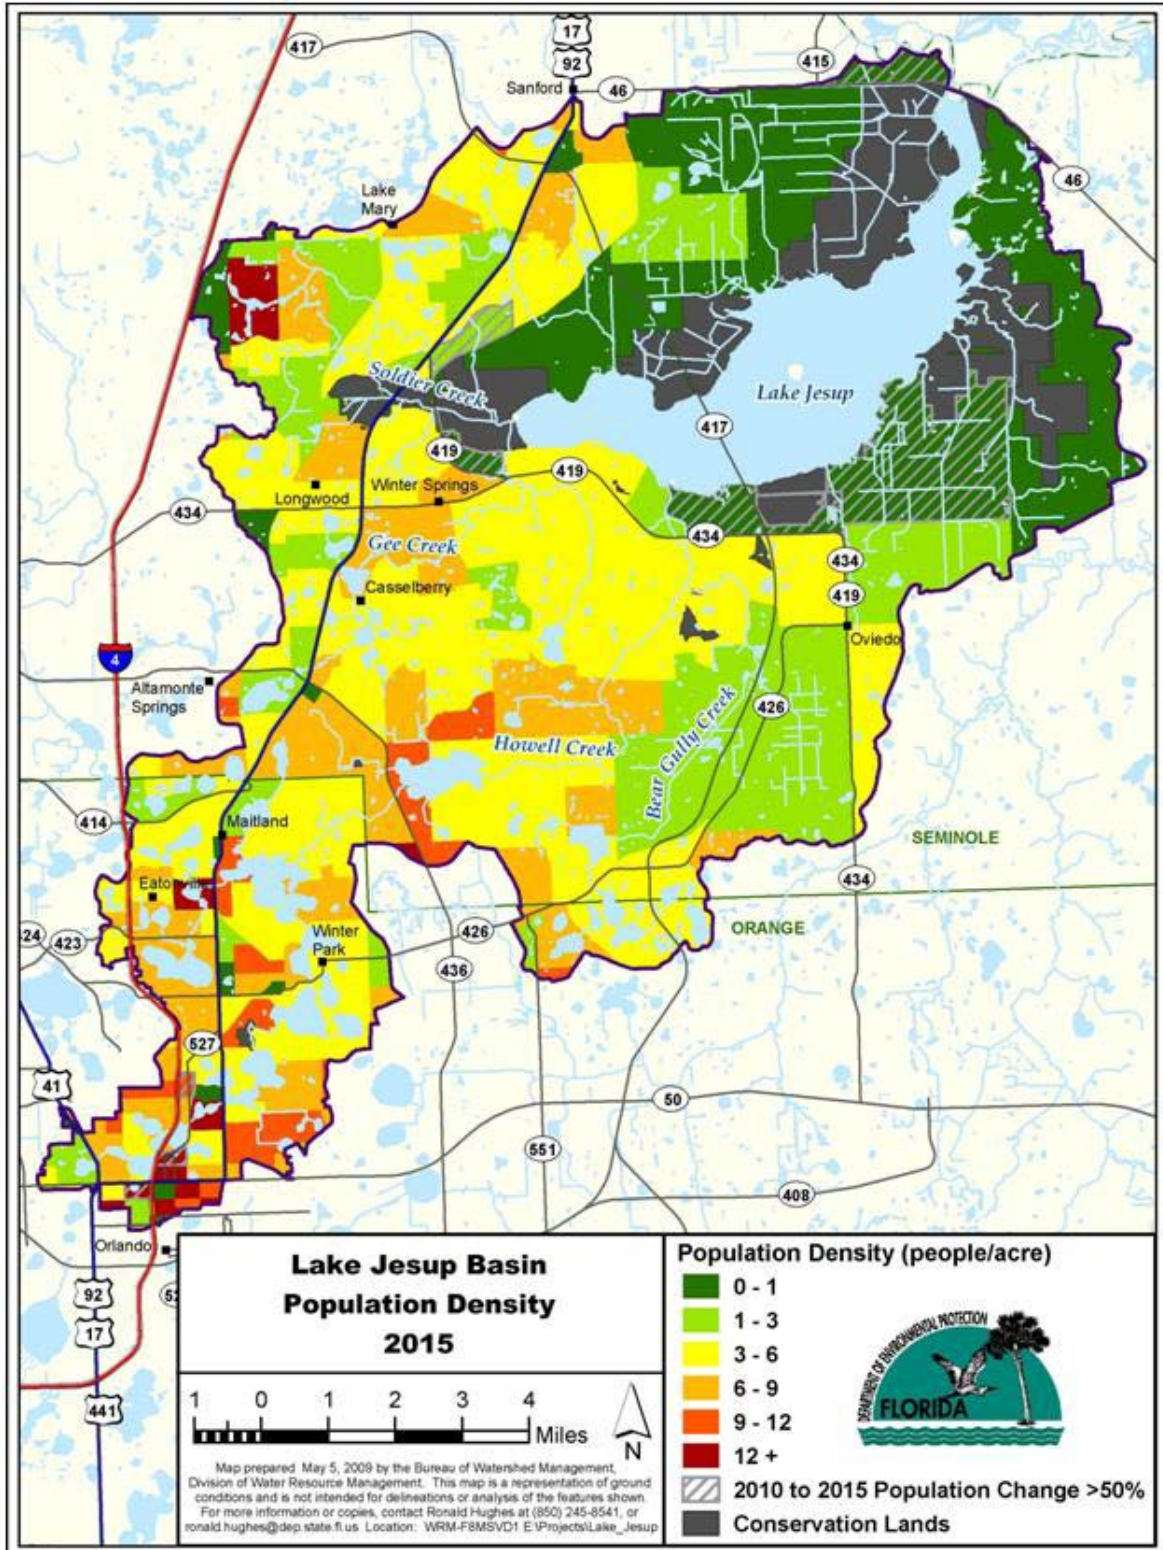 417
17
92
415
Sanford
46
46
Lake
Mary
Soldier Creek
Lake Jesup
417
419
419
Winter Springs
Longwood
434
434
Gee Creek
434
Casselberry
419
Oviedo
4
Altamonte
Springs
426
Bear Gully Creek
Howell Creek
414
Maitland
SEMINOLE
434
Eatonville
ORANGE
Winter
Park
426
423
436
527
41
50
551
408
Orlando
92
17
441
Lake Jesup Basin
Population Density
2015
1 0 1 2 3 4
Miles
N
Map prepared May 5, 2009 by the Bureau of Watershed Management,
Division of Water Resource Management. This map is a representation of ground
conditions and is not intended for delineations or analysis of the features shown.
For more information or copies, contact Ronald Hughes at (850) 245-8541, or
ronald.hughes@dep.state.fl.us Location: WRM-F8MSVD1 E:\Projects\Lake_Jesup
Population Density (people/acre)
0 - 1
1 - 3
3 - 6
6 - 9
9 - 12
12 +
2010 to 2015 Population Change >50%
Conservation Lands
DEPARTMENT OF ENVIRONMENTAL PROTECTION
FLORIDA